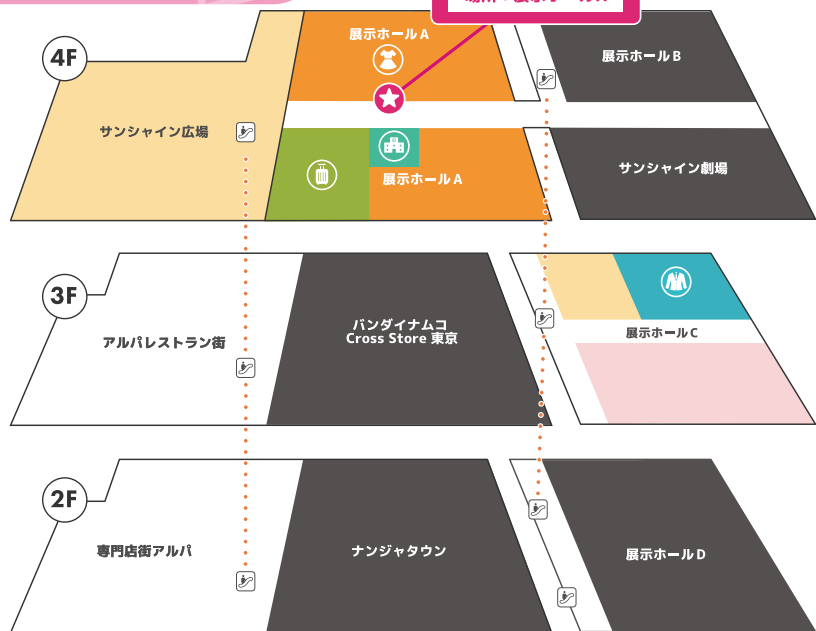 4F
展示ホールA
展示ホールB
サンシャイン広場
展示ホールA
サンシャイン劇場
3F
アルパレストラン街
バンダイナムコ
Cross Store 東京
展示ホールC
2F
専門店街アルパ
ナンジャタウン
展示ホールD